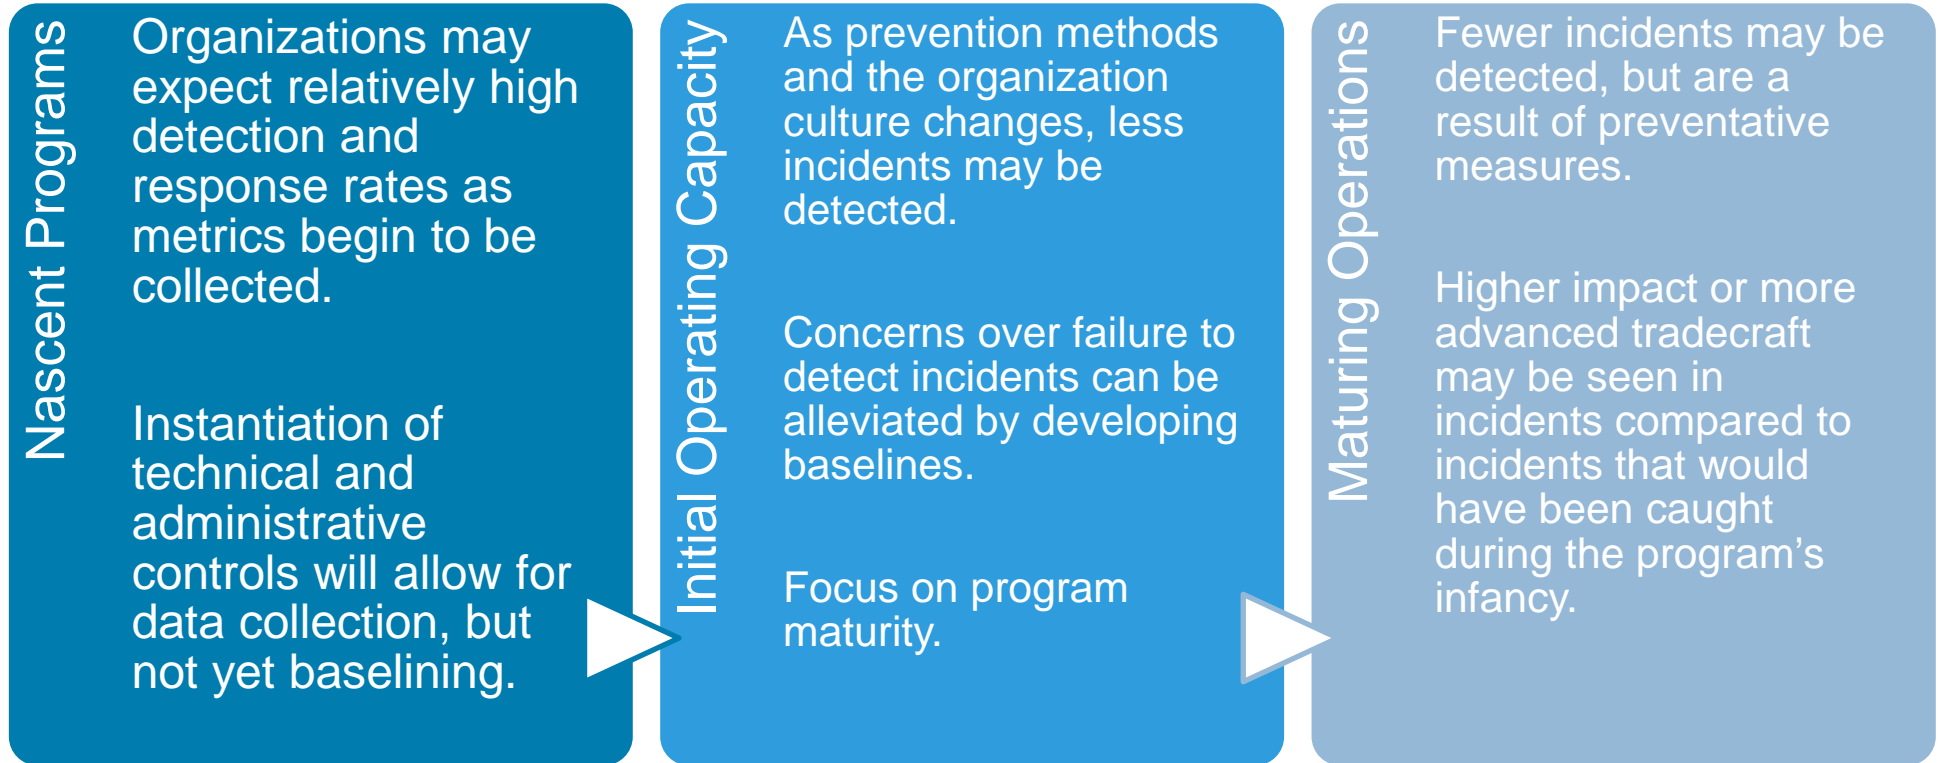 Nascent Programs
Organizations may
expect relatively high
detection and
response rates as
metrics begin to be
collected.
Instantiation of
technical and
administrative
controls will allow for
data collection, but
not yet baselining.
Initial Operating Capacity
As prevention methods
and the organization
culture changes, less
incidents may be
detected.
Concerns over failure to
detect incidents can be
alleviated by developing
baselines.
Focus on program
maturity.
Maturing Operations
Fewer incidents may be
detected, but are a
result of preventative
measures.
Higher impact or more
advanced tradecraft
may be seen in
incidents compared to
incidents that would
have been caught
during the program’s
infancy.